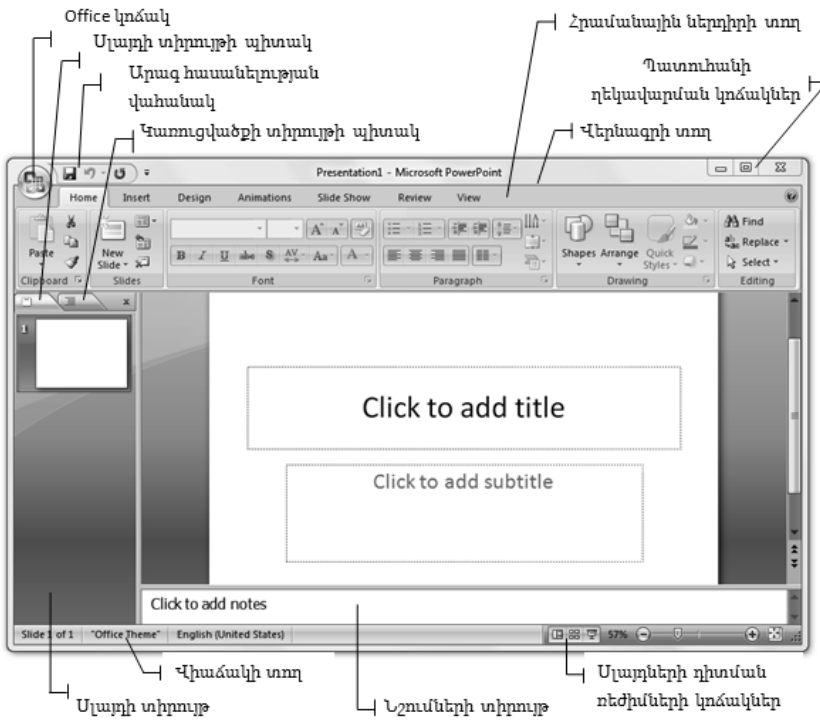 Office կոճակ
Սլայդի տիրույթի պիտակ
Արագ հասանելության
վահանակ
Կառուցվածքի տիրույթի պիտակ
Հրամանային ներդիրի տող
Պատուհանի
ղեկավարման կոճակներ
Վերնագրի տող
Presentation1 - Microsoft PowerPoint
Home Insert Design Animations Slide Show Review View
Paste
New
Slide
Shapes Arrange Quick
Styles
Find
Replace
Select
Clipboard Slides Font Paragraph Drawing Editing
1
Click to add title
Click to add subtitle
Click to add notes
Slide 1 of 1 "Office Theme" English (United States) 57%
Վիճակի տող
Սլայդի տիրույթ
Նշումների տիրույթ
Սլայդների դիտման
ռեժիմների կոճակներ